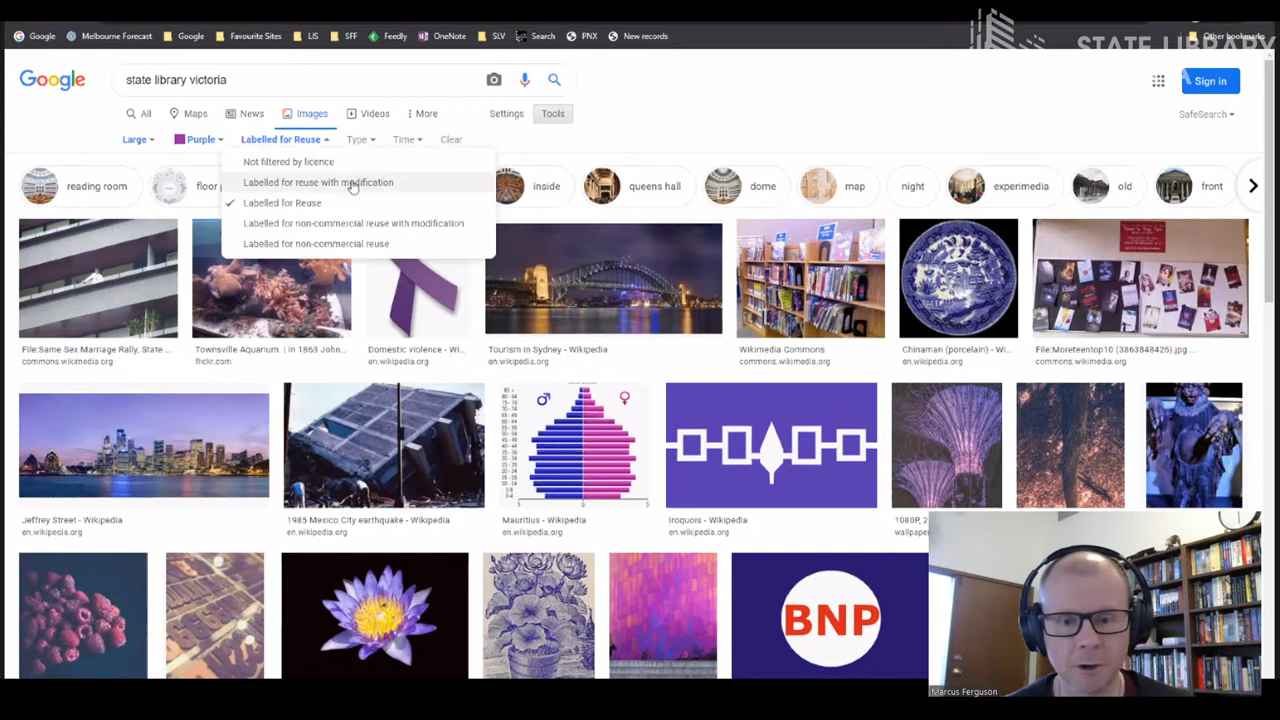 STATE LIBRARY
Google
Melbourne Forecast
Google
Favourite Sites
LIS
SFF
Feedly
OneNote
SLV
Search
PNX
New records
Other bookmarks
Google
state library victoria
Sign in
All
Maps
News
Images
Videos
More
Settings
Tools
SafeSearch
Large
Purple
Labelled for Reuse
Type
Time
Clear
Not filtered by licence
Labelled for reuse with modification
Labelled for Reuse
Labelled for non-commercial reuse with modification
Labelled for non-commercial reuse
reading room
floor
inside
queens hall
dome
map
night
experimedia
old
front
File:Same Sex Marriage Rally, State ...
commons.wikimedia.org
Townsville Aquarium. | In 1863 John...
flickr.com
Domestic violence - Wi...
en.wikipedia.org
Tourism in Sydney - Wikipedia
en.wikipedia.org
Wikimedia Commons
commons.wikimedia.org
Chinaman (porcelain) - Wi...
en.wikipedia.org
File:Moreteentop10 (3863848426).jpg ...
commons.wikimedia.org
Jeffrey Street - Wikipedia
en.wikipedia.org
1985 Mexico City earthquake - Wikipedia
en.wikipedia.org
Mauritius - Wikipedia
en.wikipedia.org
Iroquois - Wikipedia
en.wikipedia.org
1080P, 2
wallpaper
BNP
Marcus Ferguson